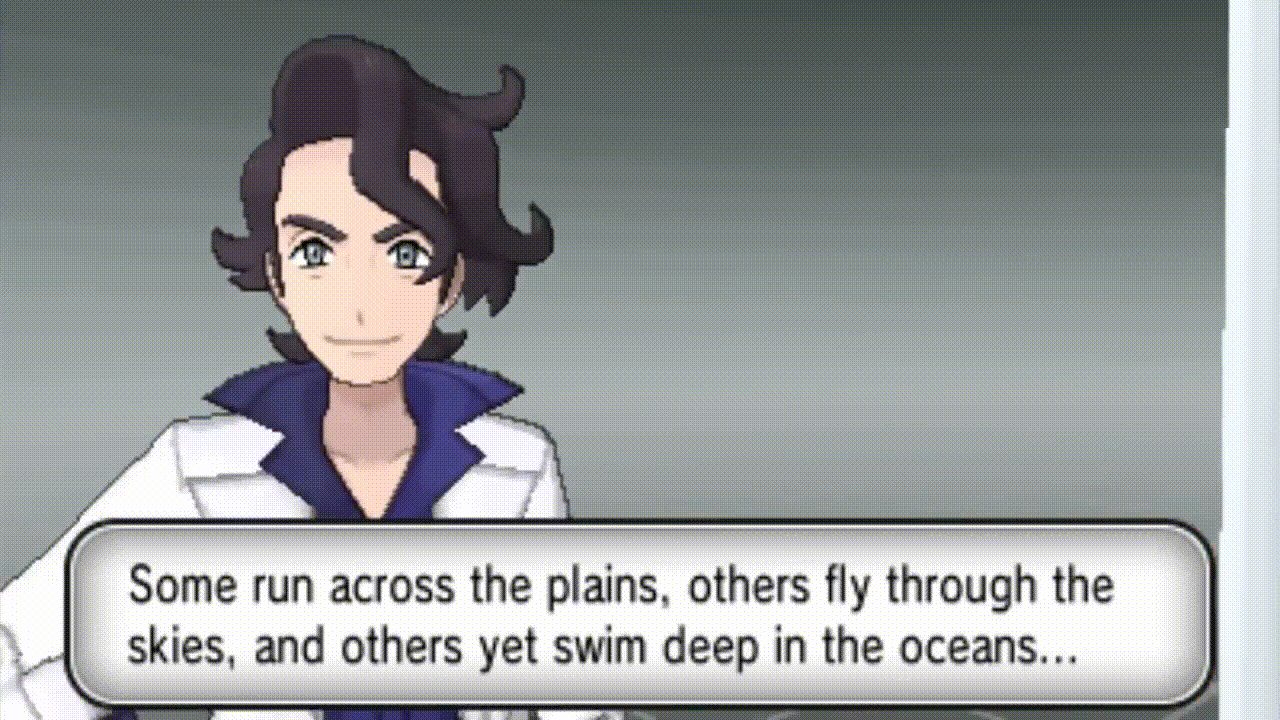 Some run across the plains, others fly through the
skies, and others yet swim deep in the oceans...